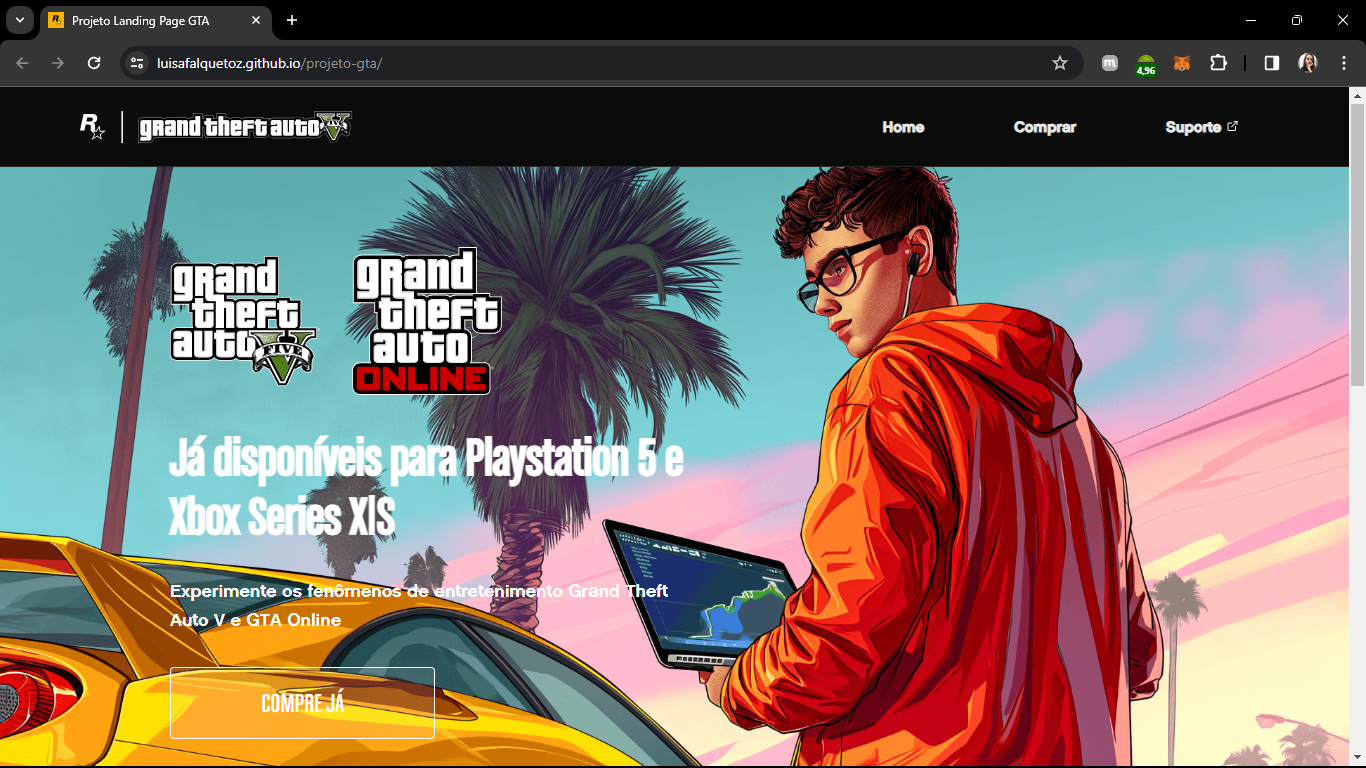 Projeto Landing Page GTA
luisafalquetoz.github.io/projeto-gta/
m
4,96
R
grand theft auto V
FIVE
Home
Comprar
Suporte
grand
theft
auto V
FIVE
grand
theft
auto
ONLINE
Já disponíveis para Playstation 5 e
Xbox Series X|S
Experimente os fenômenos de entretenimento Grand Theft
Auto V e GTA Online
COMPRE JÁ